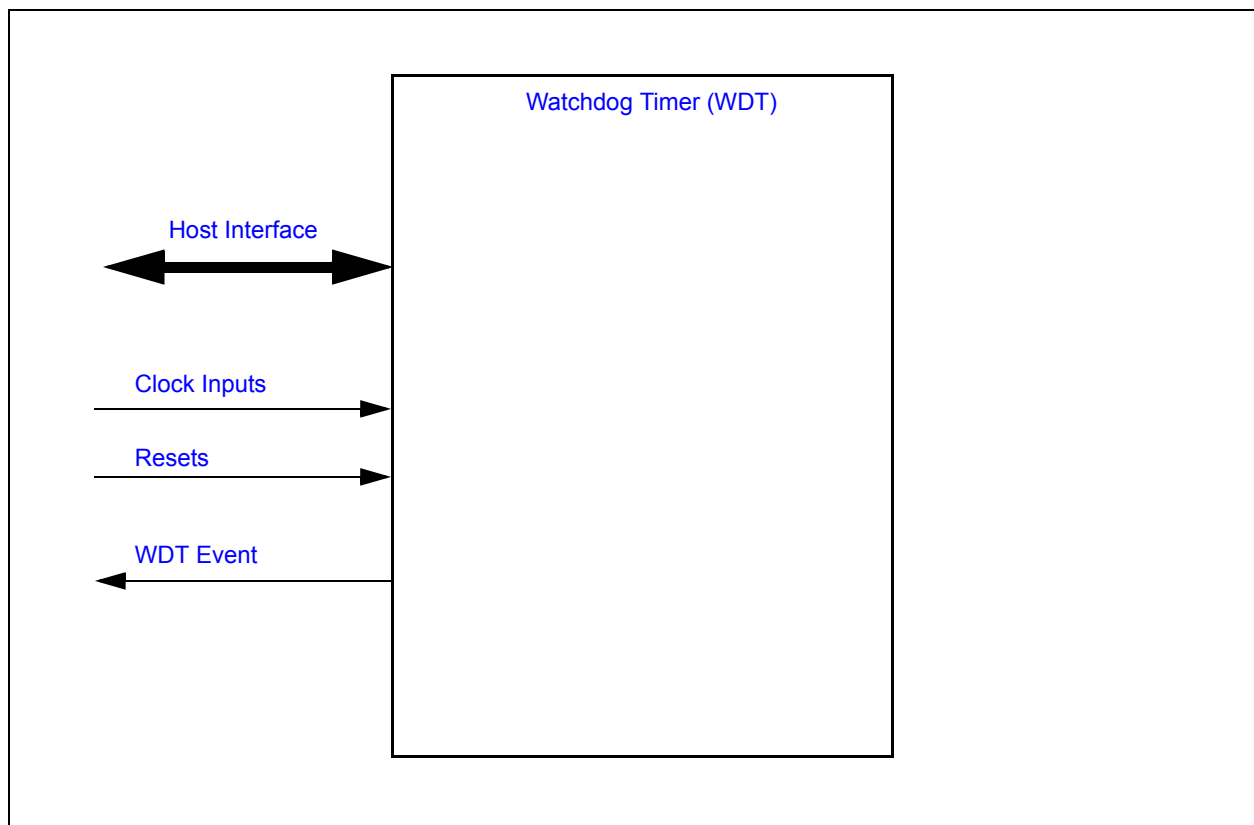 Watchdog Timer (WDT)
Host Interface
Clock Inputs
Resets
WDT Event